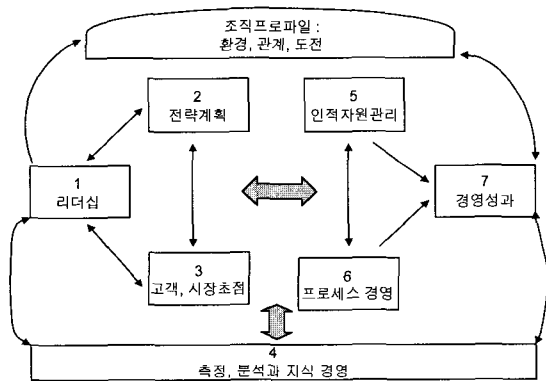 조직프로파일 :
환경, 관계, 도전
2
전략계획
5
인적자원관리
1
리더십
7
경영성과
3
고객, 시장초점
6
프로세스 경영
4
측정, 분석과 지식 경영